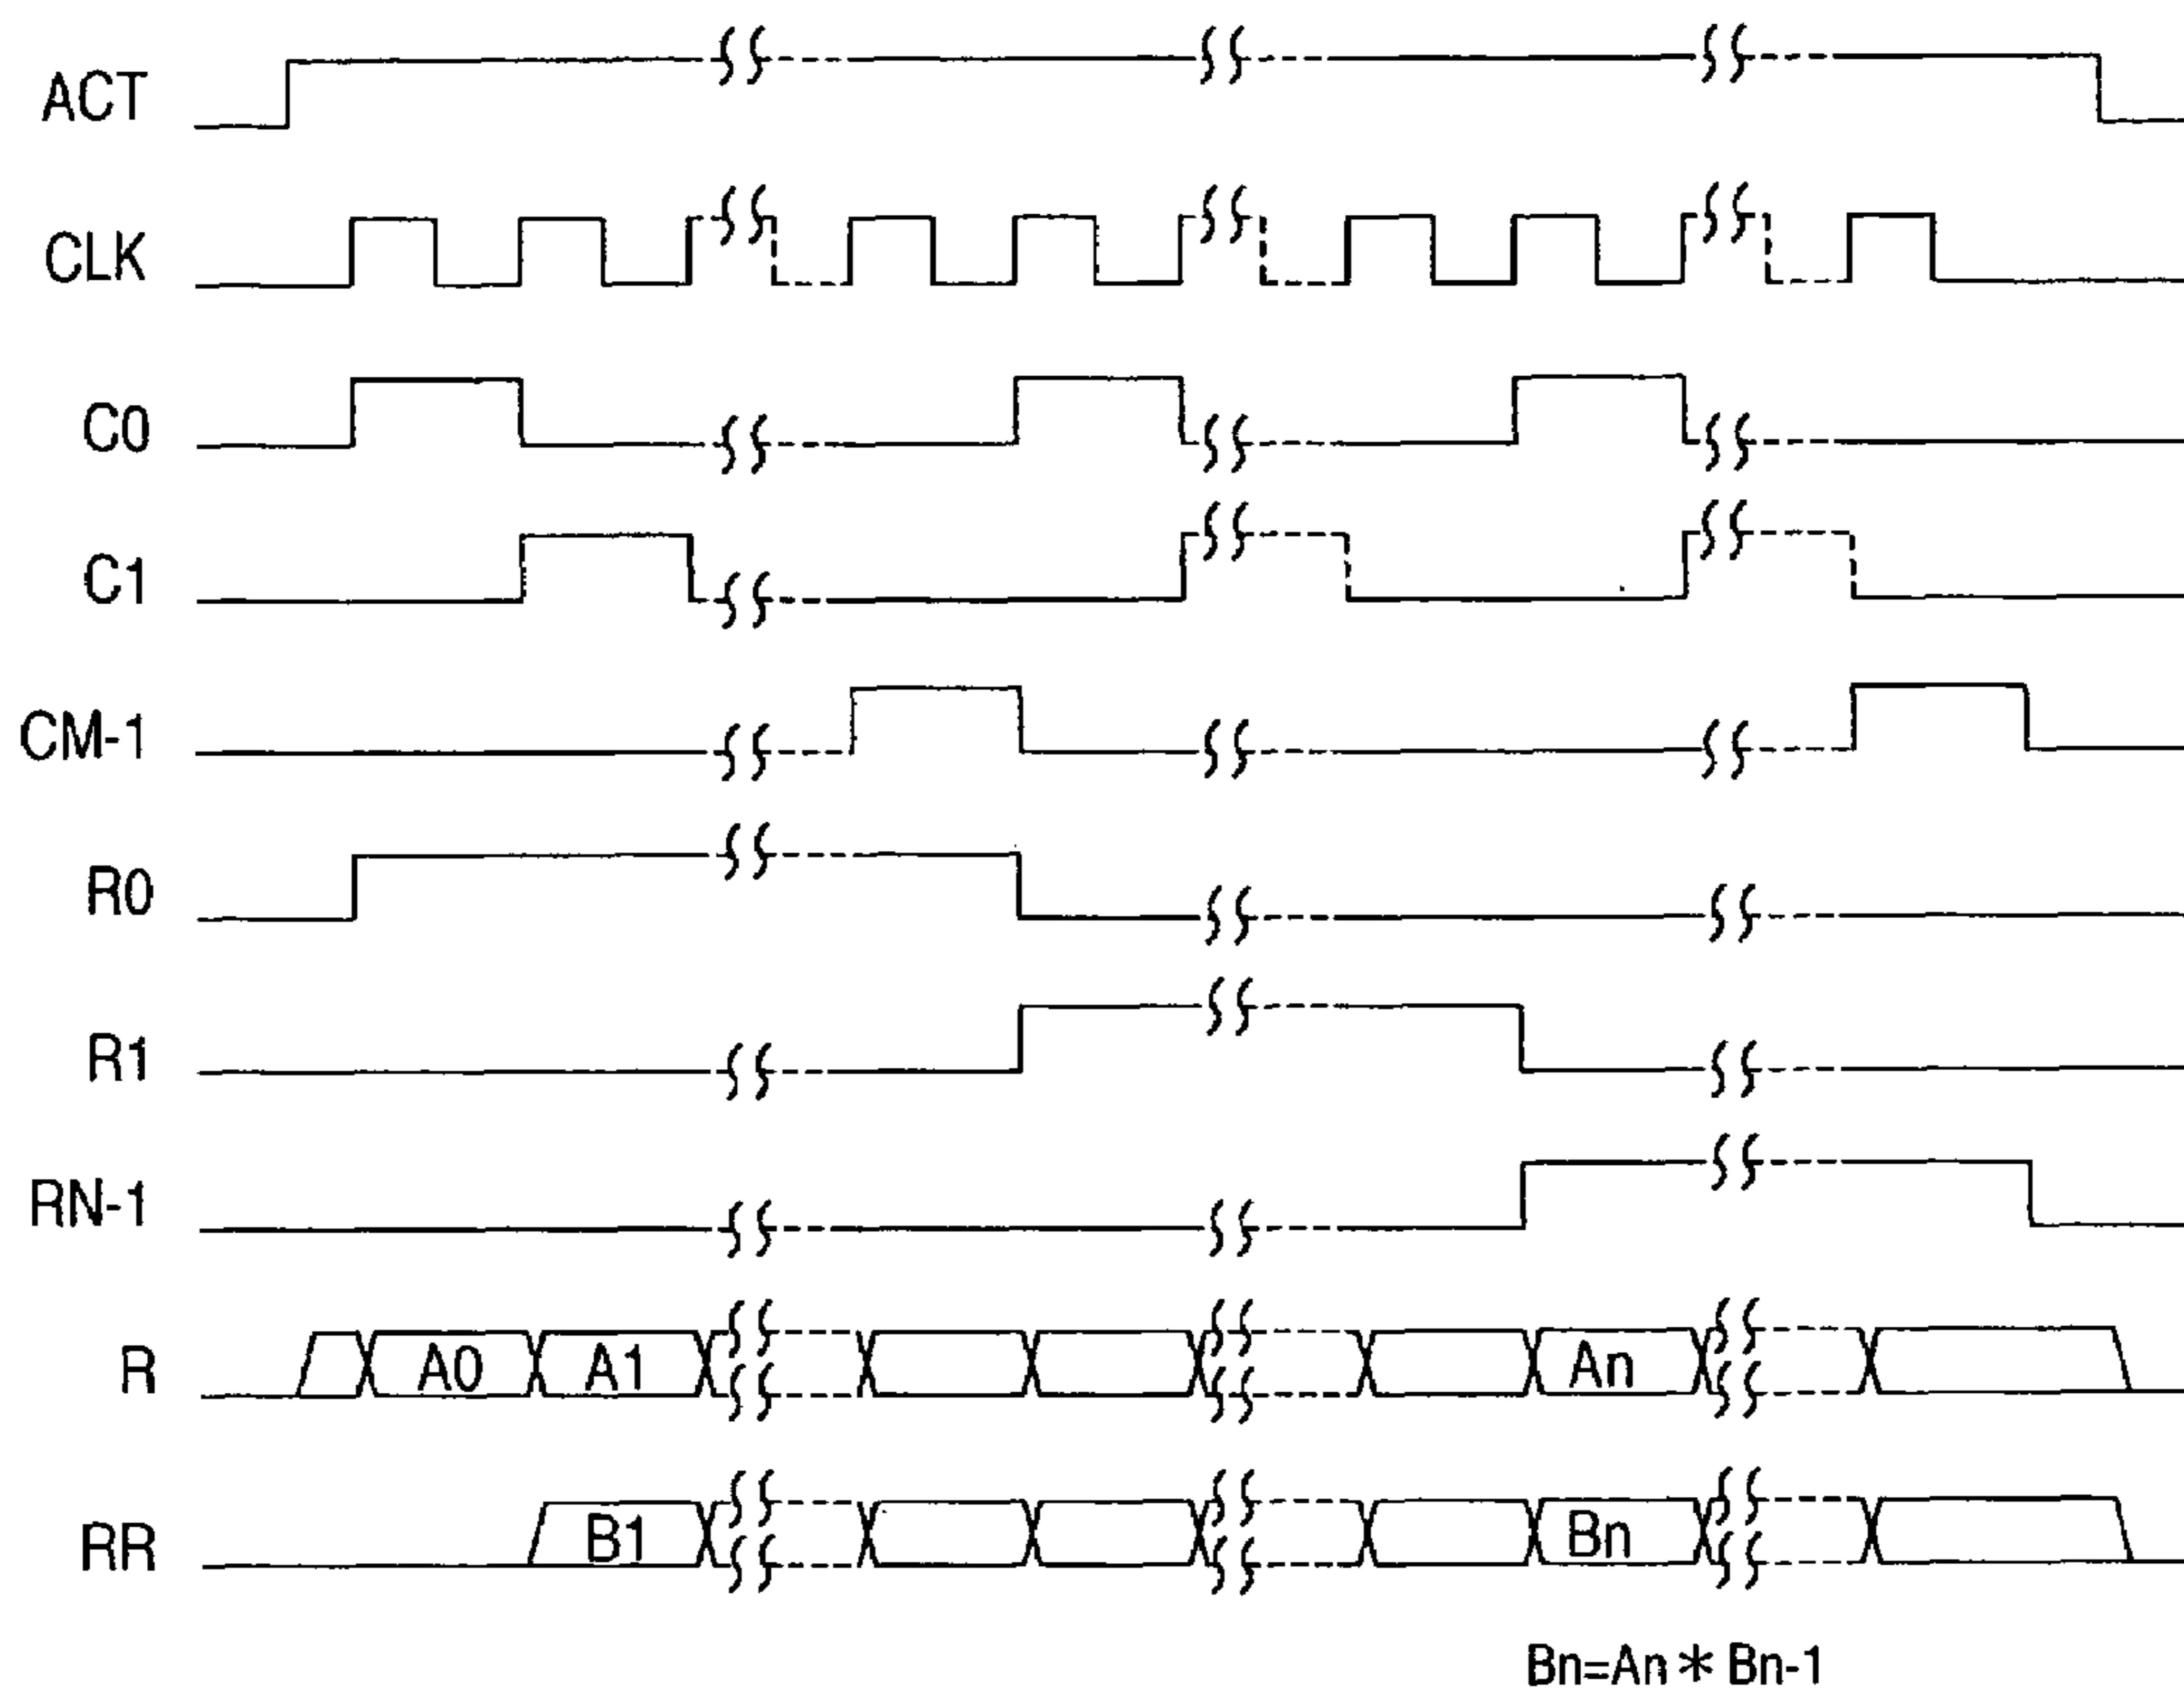 ACT
CLK
C0
C1
CM-1
R0
R1
RN-1
R A0 A1 An
RR B1 Bn
Bn=An * Bn-1